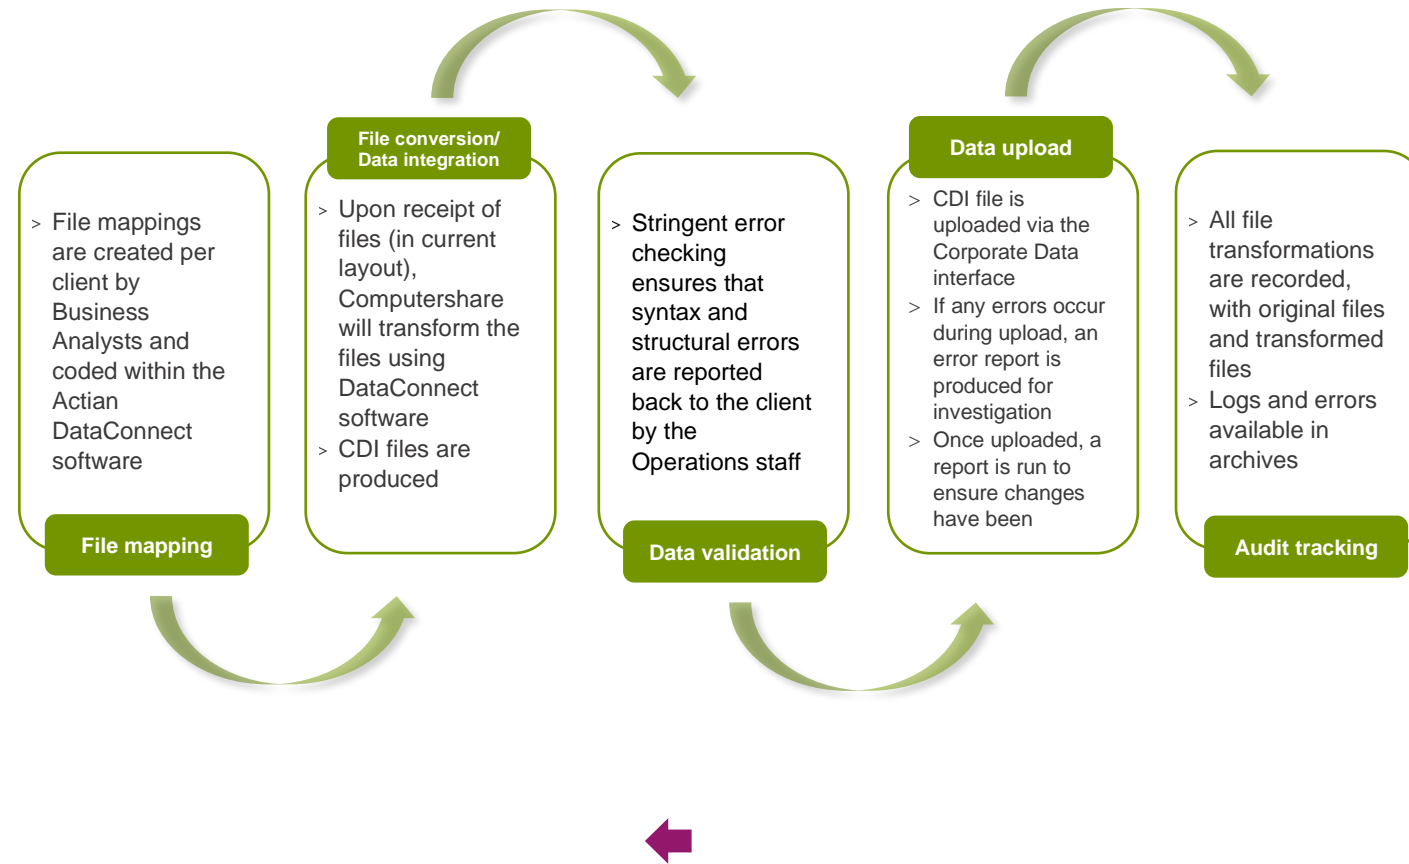 > File mappings
are created per
client by
Business
Analysts and
coded within the
Actian
DataConnect
software
File mapping
File conversion/
Data integration
> Upon receipt of
files (in current
layout),
Computershare
will transform the
files using
DataConnect
software
> CDI files are
produced
> Stringent error
checking
ensures that
syntax and
structural errors
are reported
back to the client
by the
Operations staff
Data validation
Data upload
> CDI file is
uploaded via the
Corporate Data
interface
> If any errors occur
during upload, an
error report is
produced for
investigation
> Once uploaded, a
report is run to
ensure changes
have been
> All file
transformations
are recorded,
with original files
and transformed
files
> Logs and errors
available in
archives
Audit tracking